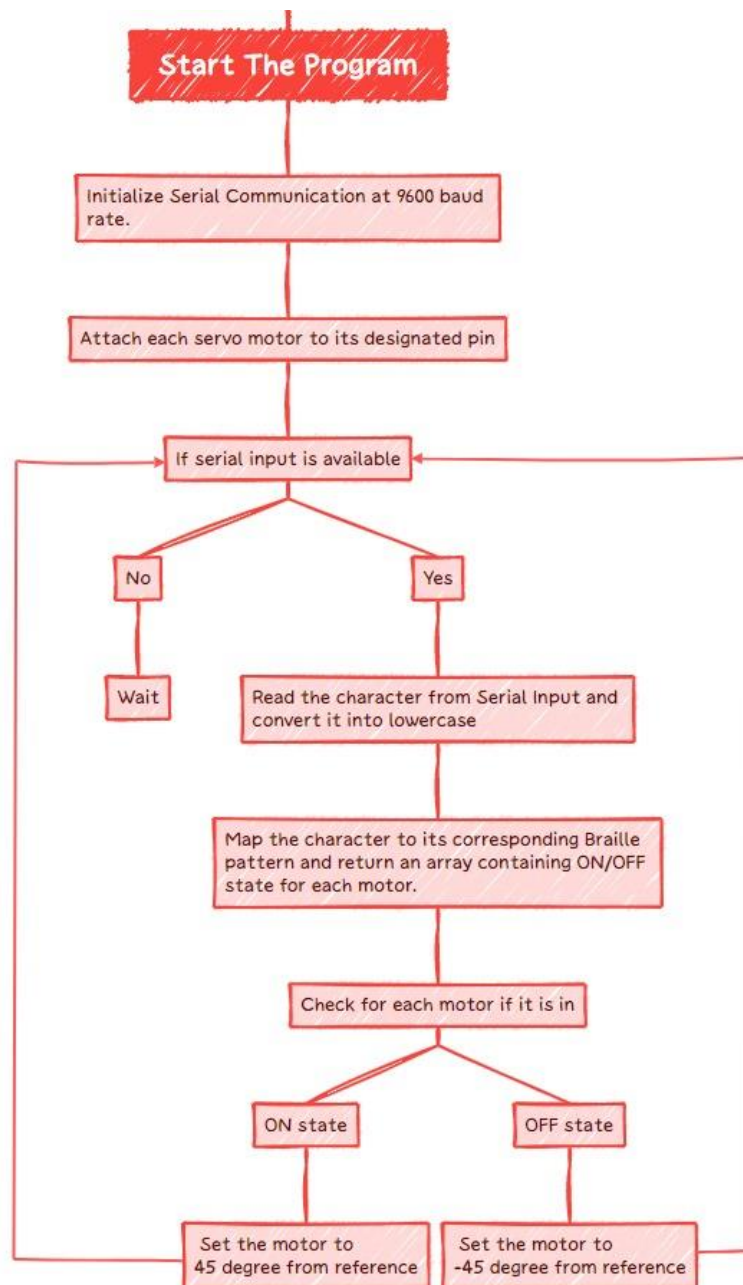 Start The Program
Initialize Serial Communication at 9600 baud
rate.
Attach each servo motor to its designated pin
If serial input is available
No
Yes
Wait
Read the character from Serial Input and
convert it into lowercase
Map the character to its corresponding Braille
pattern and return an array containing ON/OFF
state for each motor.
Check for each motor if it is in
ON state
OFF state
Set the motor to
45 degree from reference
Set the motor to
-45 degree from reference